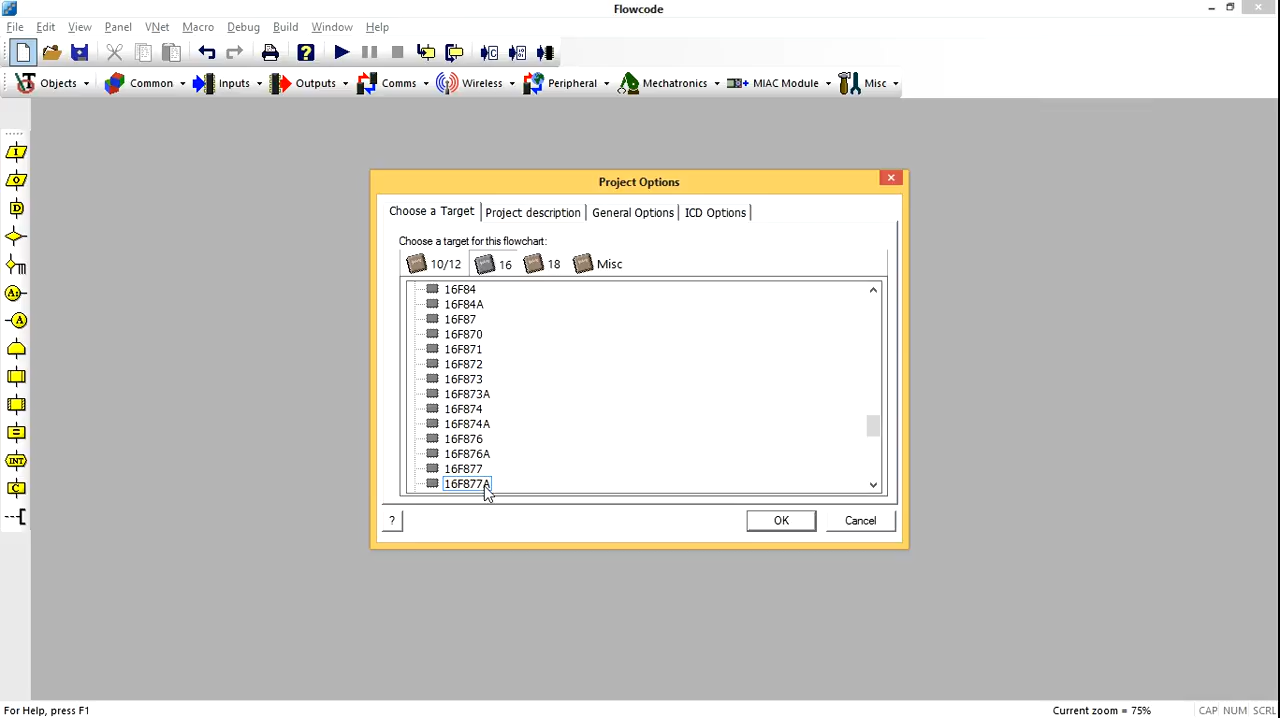 Flowcode
File Edit View Panel VNet Macro Debug Build Window Help
Objects Common Inputs Outputs Comms Wireless Peripheral Mechatronics MIAC Module Misc
Project Options
Choose a Target Project description General Options ICD Options
Choose a target for this flowchart:
10/12 16 18 Misc
16F84
16F84A
16F87
16F870
16F871
16F872
16F873
16F873A
16F874
16F874A
16F876
16F876A
16F877
16F877A
? OK Cancel
For Help, press F1 Current zoom = 75% CAP NUM SCRL